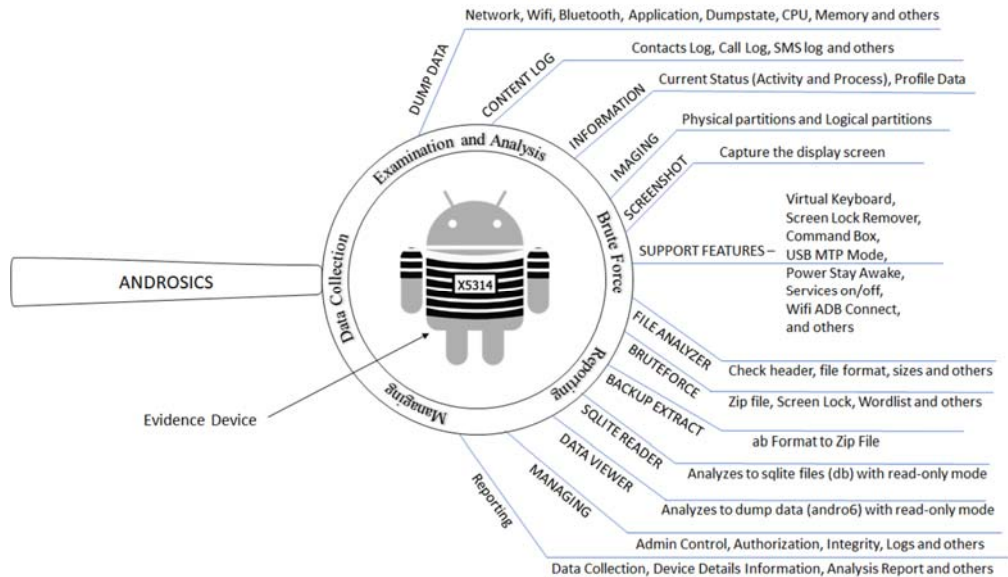 Network, Wifi, Bluetooth, Application, Dumpstate, CPU, Memory and others
DUMP DATA
Contacts Log, Call Log, SMS log and others
CONTENT LOG
Current Status (Activity and Process), Profile Data
INFORMATION
Physical partitions and Logical partitions
IMAGING
Capture the display screen
SCREENSHOT
Virtual Keyboard,
Screen Lock Remover,
Command Box,
SUPPORT FEATURES –
USB MTP Mode,
Power Stay Awake,
Services on/off,
Wifi ADB Connect,
and others
Examination and Analysis
Brute Force
Reporting
Managing
Data Collection
X5314
ANDROSICS
Evidence Device
FILE ANALYZER
Check header, file format, sizes and others
BRUTEFORCE
Zip file, Screen Lock, Wordlist and others
BACKUP EXTRACT
ab Format to Zip File
SQLITE READER
Analyzes to sqlite files (db) with read-only mode
DATA VIEWER
Analyzes to dump data (andro6) with read-only mode
MANAGING
Admin Control, Authorization, Integrity, Logs and others
Reporting
Data Collection, Device Details Information, Analysis Report and others